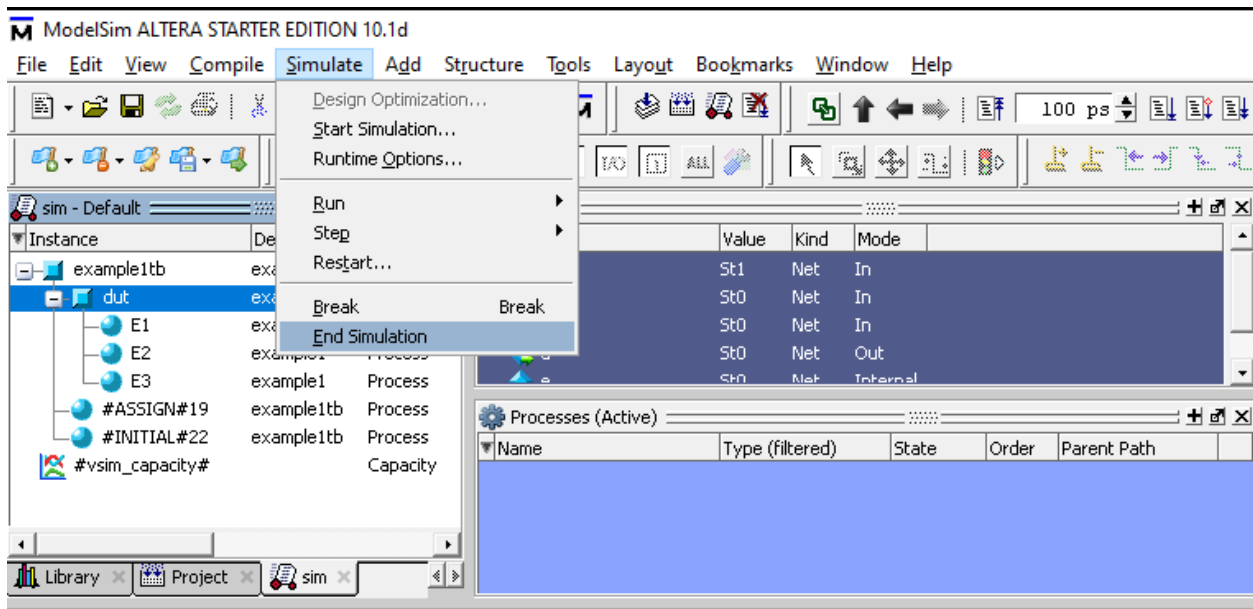 ModelSim ALTERA STARTER EDITION 10.1d
File Edit View Compile Simulate Add Structure Tools Layout Bookmarks Window Help
Design Optimization...
Start Simulation...
Runtime Options...
Run
Step
Restart...
Break Break
End Simulation
100 ps
I/O ALL
sim - Default
Instance
example1tb
dut
E1
E2
E3 example1 Process
#ASSIGN#19 example1tb Process
#INITIAL#22 example1tb Process
#vsim_capacity# Capacity
Library Project sim
Value Kind Mode
St1 Net In
St0 Net In
St0 Net In
St0 Net Out
St0 Net Internal
Processes (Active)
Name Type (filtered) State Order Parent Path